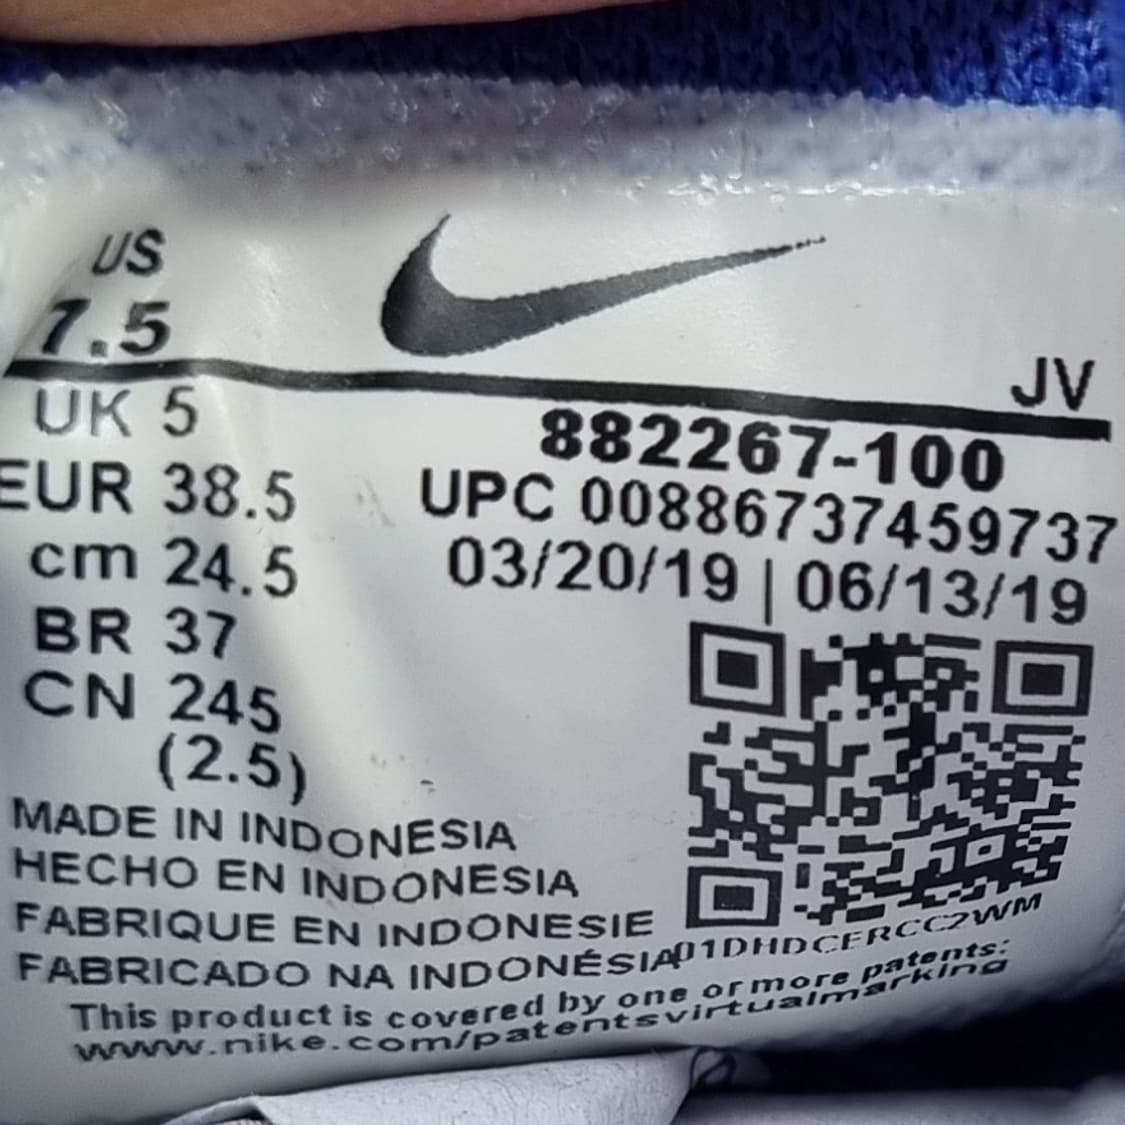 US
7.5
JV
UK 5
882267-100
EUR 38.5
UPC 00886737459737
cm 24.5
03/20/19 | 06/13/19
BR 37
CN 245
(2.5)
MADE IN INDONESIA
HECHO EN INDONESIA
FABRIQUE EN INDONESIE
FABRICADO NA INDONÉSIA
01DHDCFRCC2WM
This product is covered by one or more patents:
www.nike.com/patentsvirtualmarking